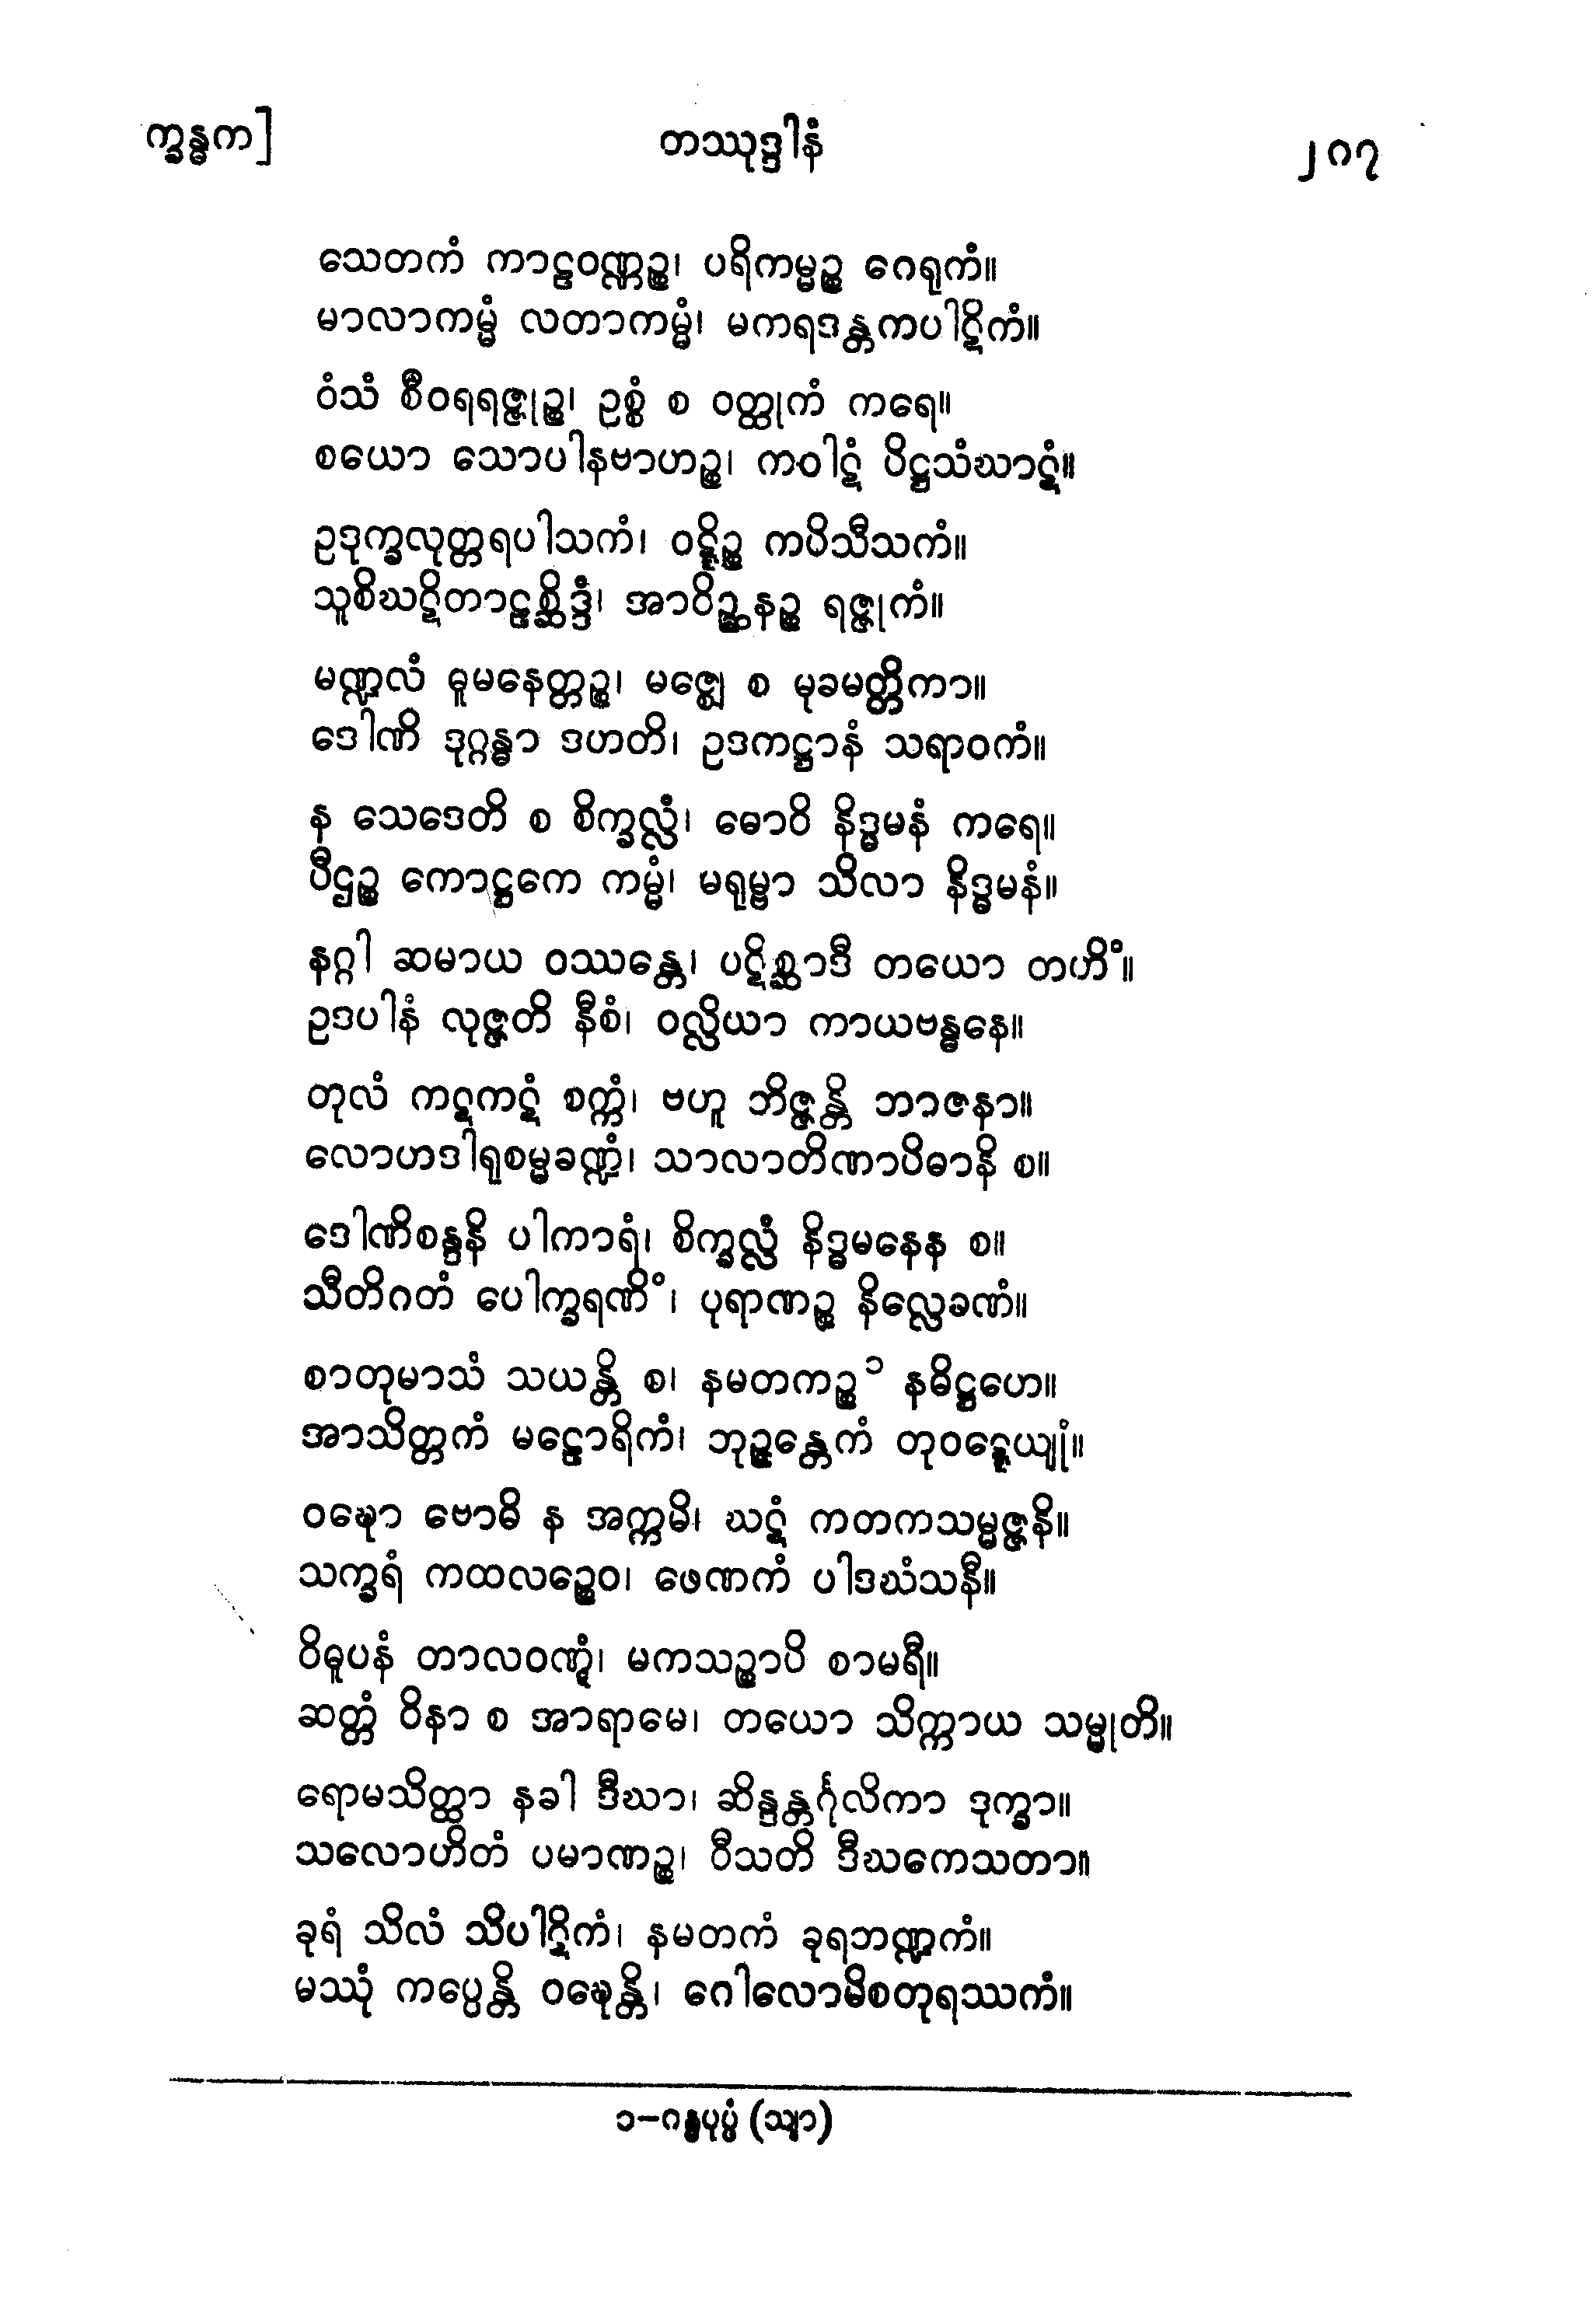 က္ခန္ဓက]
တဿုဒ္ဒါနံ
၂၈၇
သေတကံ ကာဠဝဏ္ဏဉ္စ၊ ပရိကမ္မဉ္စ ဂေရုကံ။
မာလာကမ္မံ လတာကမ္မံ၊ မကရဒန္တကပါဋိကံ။
ဝံသံ စီဝရရဇ္ဇုဉ္စ၊ ဥစ္စံ စ ဝတ္ထုကံ ကရေ။
စယော သောပါနဗာဟဉ္စ၊ ကဝါဋံ ပိဋ္ဌသံဃာဋံ။
ဥဒုက္ခလုတ္တရပါသကံ၊ ဝဋ္ဋိဉ္စ ကပိသီသကံ။
သူစိဃဋိတာဠစ္ဆိဒ္ဒံ၊ အာဝိဉ္ဆနဉ္စ ရဇ္ဇုကံ။
မဏ္ဍလံ ဓူမနေတ္တဉ္စ၊ မဇ္ဈေ စ မုခမတ္တိကာ။
ဒေါဏိ ဒုဂ္ဂန္ဓာ ဒဟတိ၊ ဥဒကဋ္ဌာနံ သရာဝကံ။
န သေဒေတိ စ စိက္ခလ္လံ၊ ဓောဝိ နိဒ္ဓမနံ ကရေ။
ပီဌဉ္စ ကောဋ္ဌကေ ကမ္မံ၊ မရုမ္ဗာ သိလာ နိဒ္ဓမနံ။
နဂ္ဂါ ဆမာယ ဝဿန္တေ၊ ပဋိစ္ဆာဒီ တယော တဟိံ။
ဥဒပါနံ လုဇ္ဇတိ နီစံ၊ ဝလ္လိယာ ကာယဗန္ဓနေ။
တုလံ ကဋကဋံ စက္ကံ၊ ဗဟူ ဘိဇ္ဇန္တိ ဘာဇနာ။
လောဟဒါရုစမ္မခဏ္ဍံ၊ သာလာတိဏာပိဓာနိ စ။
ဒေါဏိစန္ဒနိ ပါကာရံ၊ စိက္ခလ္လံ နိဒ္ဓမနေန စ။
သီတိဂတံ ပေါက္ခရဏိံ၊ ပုရာဏဉ္စ နိလ္လေခဏံ။
စာတုမာသံ သယန္တိ စ၊ နမတကဉ္စ ၁ နဓိဋ္ဌဟေ။
အာသိတ္တကံ မဠောရိကံ၊ ဘုဉ္ဇန္တေကံ တုဝဋ္ဋေယျုံ။
ဝဍ္ဎော ဗောဓိ န အက္ကမိ၊ ဃဋံ ကတကသမ္မဇ္ဇနိ။
သက္ခရံ ကထလဉ္စေဝ၊ ဖေဏကံ ပါဒဃံသနီ။
ဝိဓူပနံ တာလဝဏ္ဋံ၊ မကသဉ္စာပိ စာမရီ။
ဆတ္တံ ဝိနာ စ အာရာမေ၊ တယော သိက္ကာယ သမ္မုတိ။
ရောမသိတ္ထာ နခါ ဒီဃာ၊ ဆိန္ဒန္တင်္ဂုလိကာ ဒုက္ခာ။
သလောဟိတံ ပမာဏဉ္စ၊ ဝီသတိ ဒီဃကေသတာ။
ခုရံ သိလံ သိပါဋိကံ၊ နမတကံ ခုရဘဏ္ဍကံ။
မဿုံ ကပ္ပေန္တိ ဝဍ္ဎေန္တိ၊ ဂေါလောမိစတုရဿကံ။
၁-ဂန္ဓပုပ္ဖံ (သျာ)